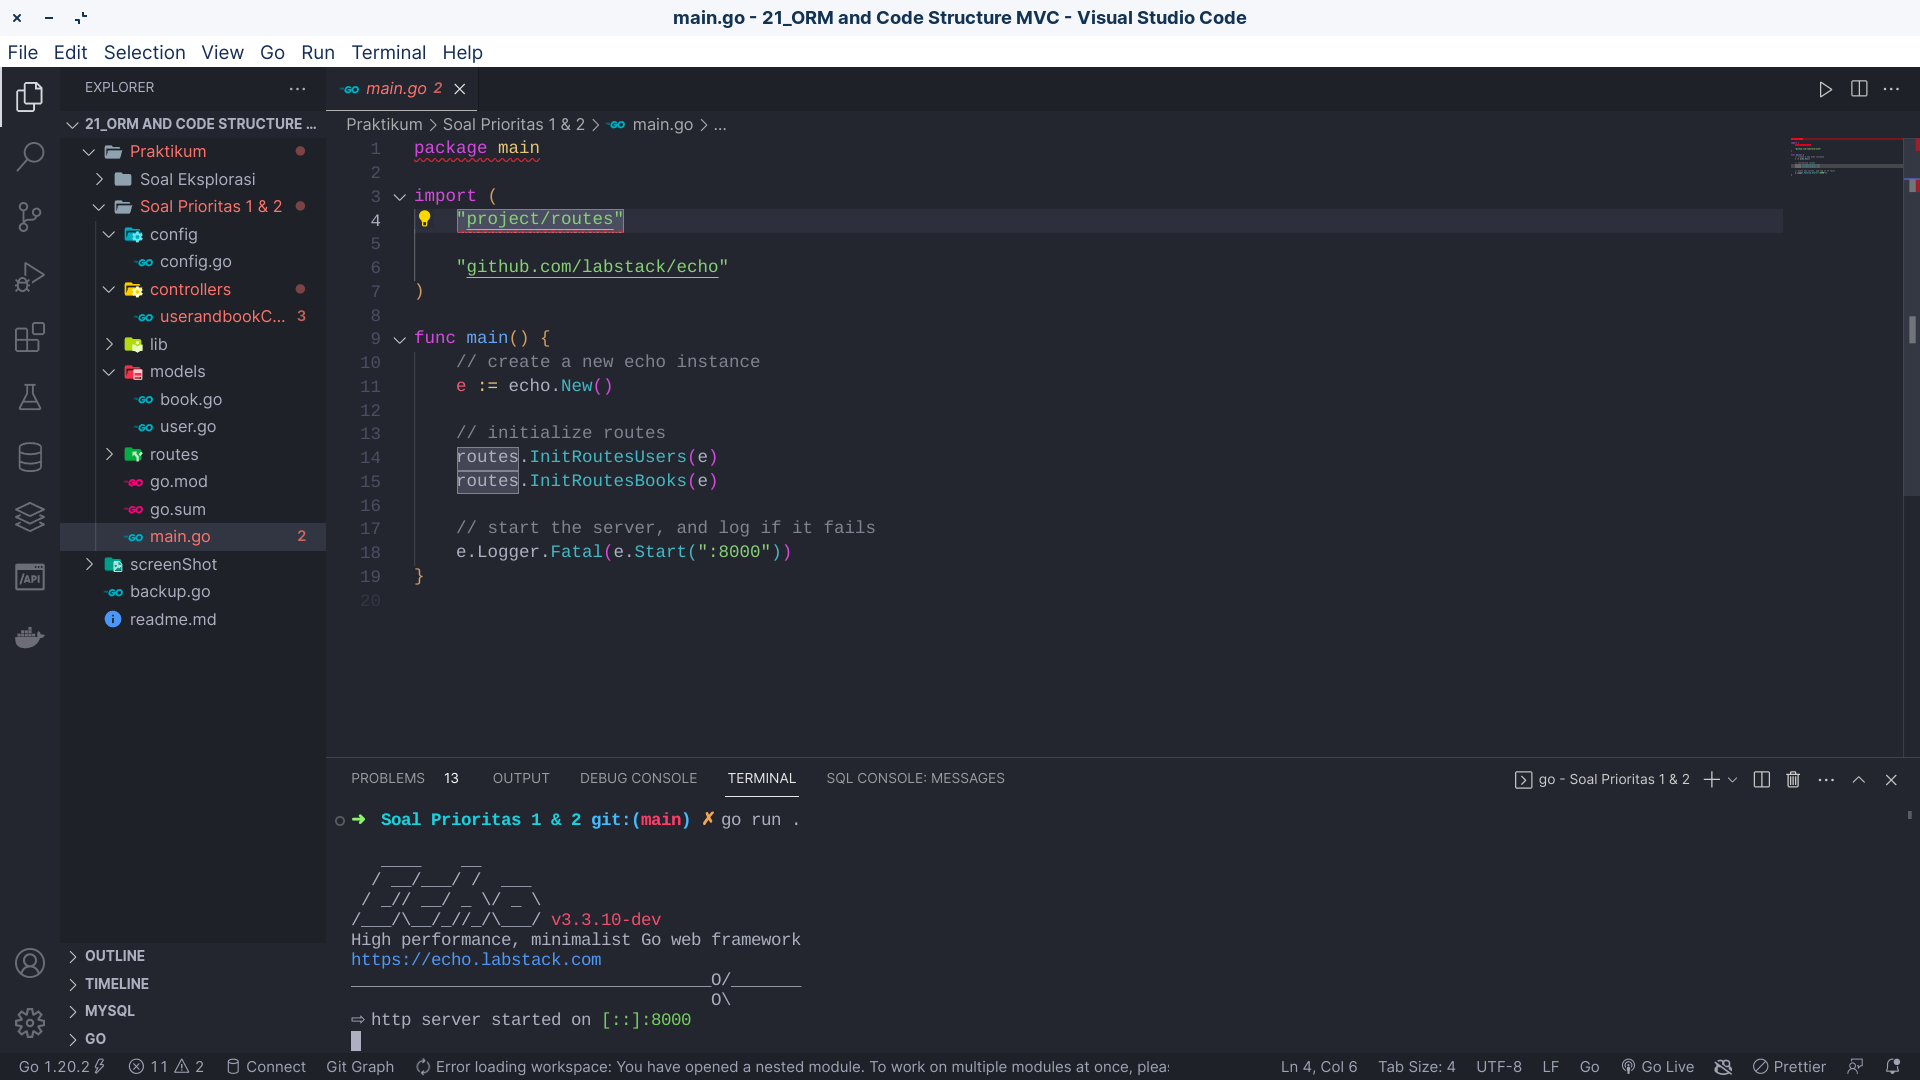 main.go - 21_ORM and Code Structure MVC - Visual Studio Code
File Edit Selection View Go Run Terminal Help
EXPLORER
21_ORM AND CODE STRUCTURE ...
Praktikum
Soal Eksplorasi
Soal Prioritas 1 & 2
config
config.go
controllers
userandbookC... 3
lib
models
book.go
user.go
routes
go.mod
go.sum
main.go 2
screenShot
backup.go
readme.md
OUTLINE
TIMELINE
MYSQL
GO
main.go 2
Praktikum > Soal Prioritas 1 & 2 > main.go > ...
1 package main
2
3 import (
4 "project/routes"
5
6 "github.com/labstack/echo"
7 )
8
9 func main() {
10 // create a new echo instance
11 e := echo.New()
12
13 // initialize routes
14 routes.InitRoutesUsers(e)
15 routes.InitRoutesBooks(e)
16
17 // start the server, and log if it fails
18 e.Logger.Fatal(e.Start(":8000"))
19 }
20
PROBLEMS 13 OUTPUT DEBUG CONSOLE TERMINAL SQL CONSOLE: MESSAGES
go - Soal Prioritas 1 & 2
➜ Soal Prioritas 1 & 2 git:(main) ✗ go run .
   ____    __
  / __/___/ /  ___
 / _// __/ _ \/ _ \
/___/\__/_//_/\___/ v3.3.10-dev
High performance, minimalist Go web framework
https://echo.labstack.com
____________________________________O/_______
                                    O\
⇨ http server started on [::]:8000
Go 1.20.2 11 2 Connect Git Graph Error loading workspace: You have opened a nested module. To work on multiple modules at once, pleas Ln 4, Col 6 Tab Size: 4 UTF-8 LF Go Go Live Prettier